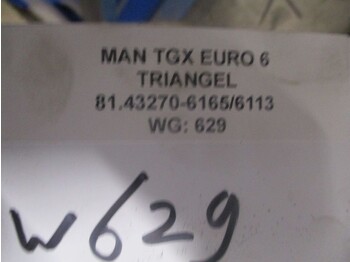 MAN TGX EURO 6
TRIANGEL
81.43270-6165/6113
WG: 629
W629